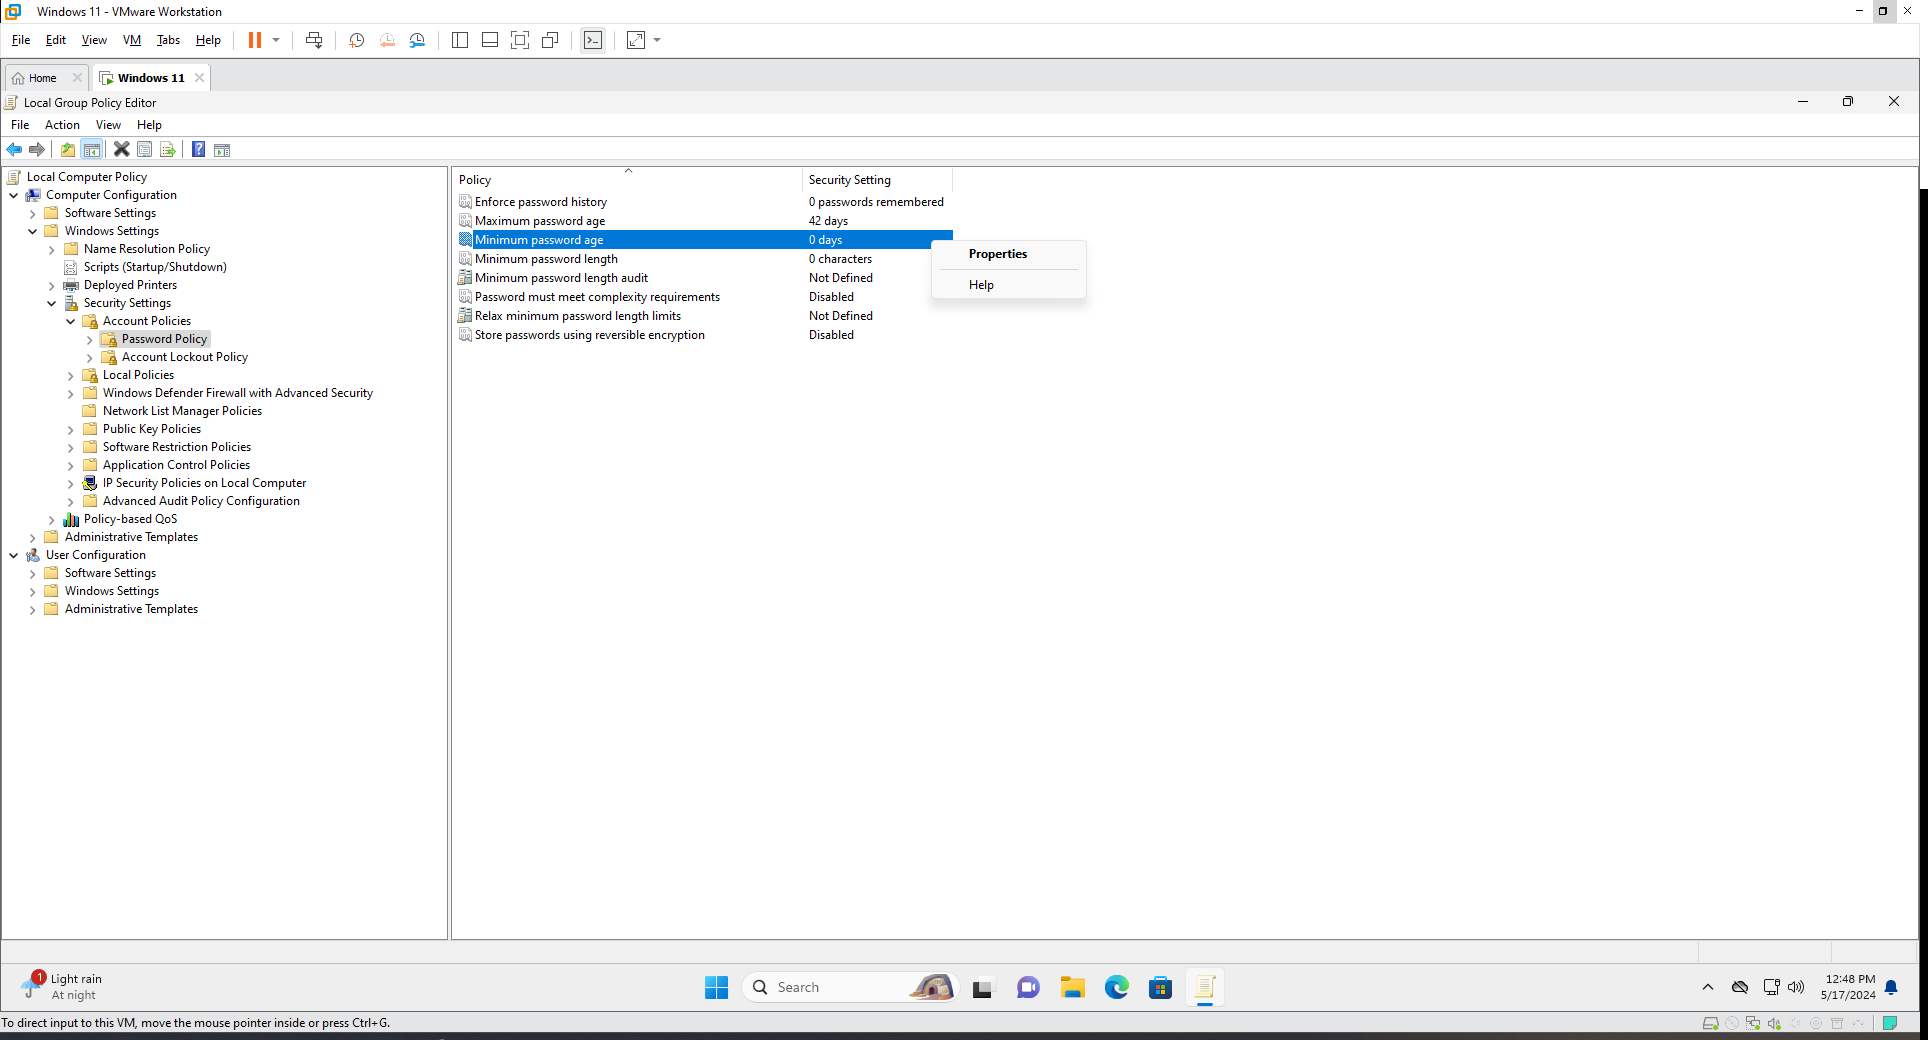 Windows 11 - VMware Workstation
File Edit View VM Tabs Help
Home
Windows 11
Local Group Policy Editor
File Action View Help
Local Computer Policy
Computer Configuration
Software Settings
Windows Settings
Name Resolution Policy
Scripts (Startup/Shutdown)
Deployed Printers
Security Settings
Account Policies
Password Policy
Account Lockout Policy
Local Policies
Windows Defender Firewall with Advanced Security
Network List Manager Policies
Public Key Policies
Software Restriction Policies
Application Control Policies
IP Security Policies on Local Computer
Advanced Audit Policy Configuration
Policy-based QoS
Administrative Templates
User Configuration
Software Settings
Windows Settings
Administrative Templates
Policy Security Setting
Enforce password history 0 passwords remembered
Maximum password age 42 days
Minimum password age 0 days
Minimum password length 0 characters
Minimum password length audit Not Defined
Password must meet complexity requirements Disabled
Relax minimum password length limits Not Defined
Store passwords using reversible encryption Disabled
Properties
Help
1
Light rain
At night
Search
12:48 PM
5/17/2024
To direct input to this VM, move the mouse pointer inside or press Ctrl+G.